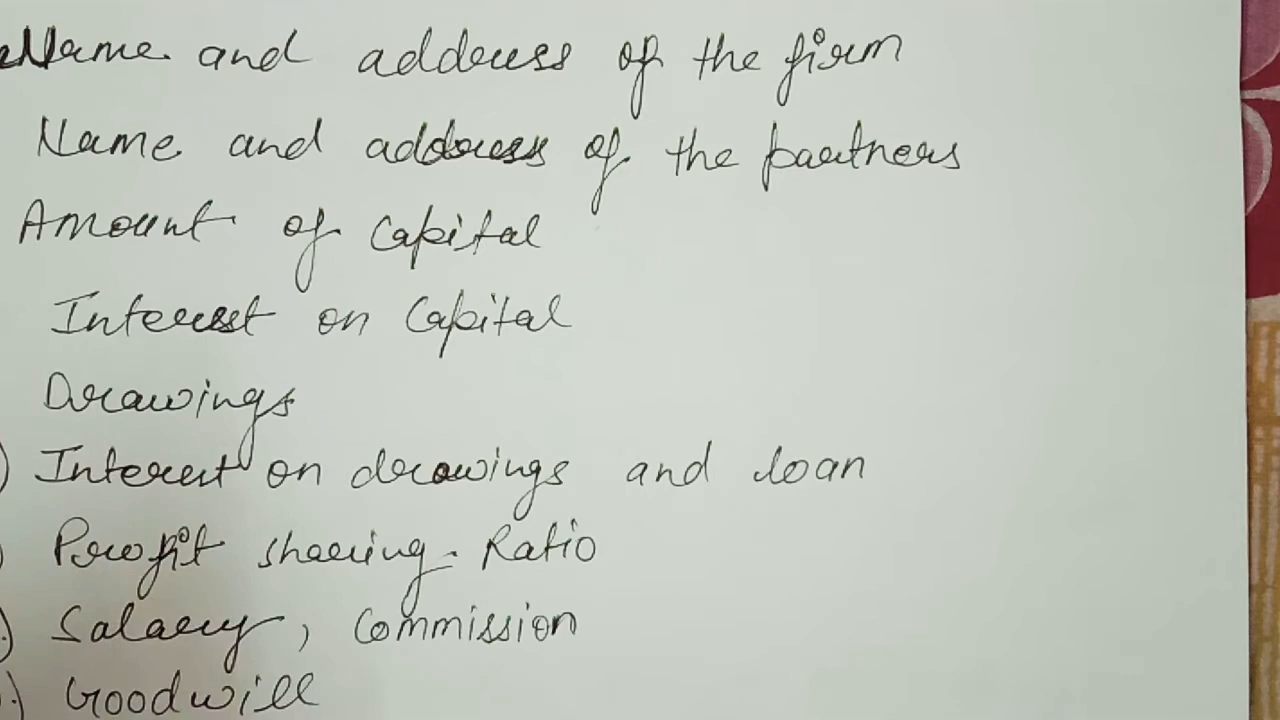 Name and address of the firm
Name and address of the partners
Amount of Capital
Interest on Capital
Drawings
) Interest on drawings and loan
) Profit sharing Ratio
.) Salary, Commission
.) Goodwill